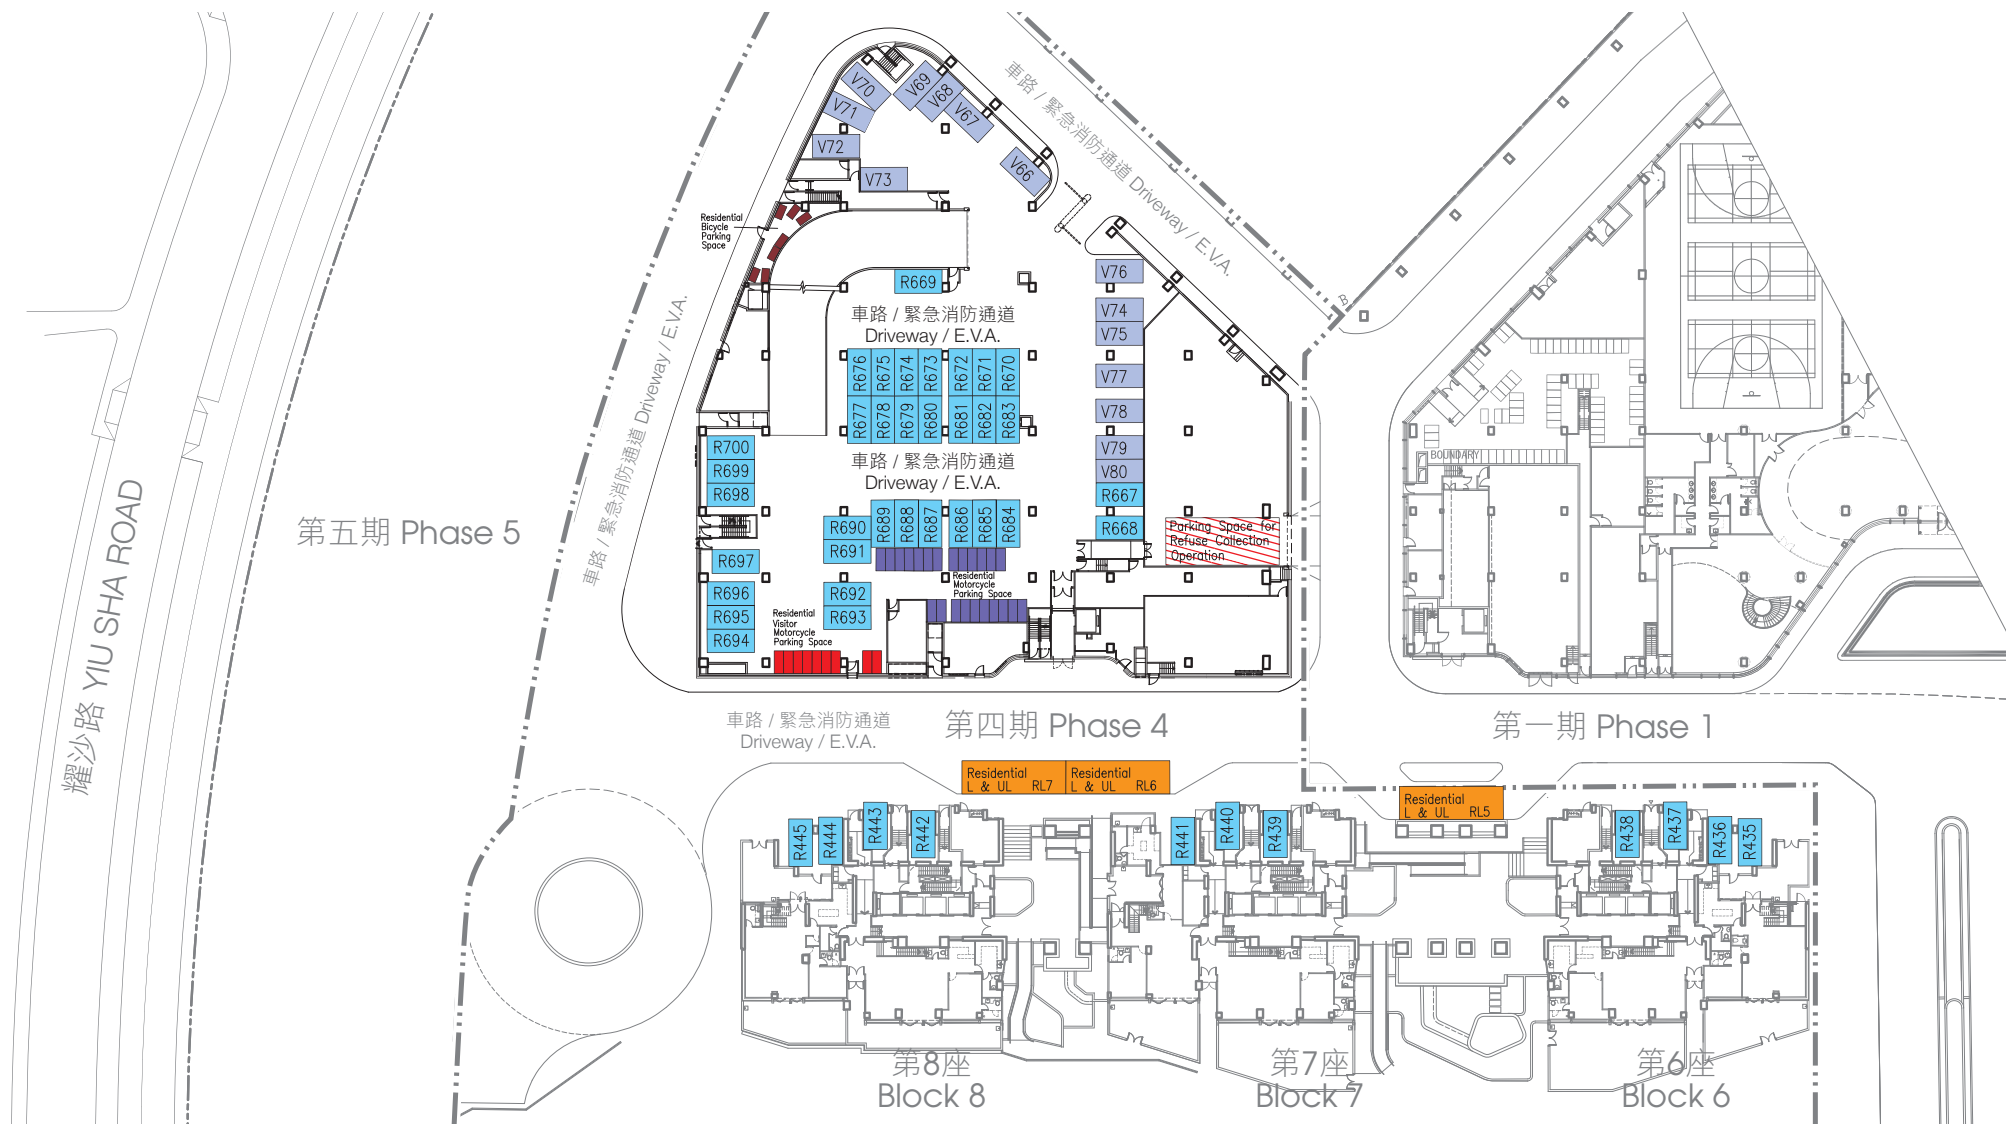 V70
V69
V68
V67
V71
V72
V66
V73
車路 / 緊急消防通道 Driveway / E.V.A.
Residential
Bicycle
Parking
Space
R669
V76
車路 / 緊急消防通道
Driveway / E.V.A.
V74
V75
R676
R675
R674
R673
R672
R671
R670
V77
R677
R678
R679
R680
R681
R682
R683
V78
車路 / 緊急消防通道 Driveway / E.V.A.
R700
R699
R698
車路 / 緊急消防通道
Driveway / E.V.A.
V79
V80
R667
R668
BOUNDARY
R690
R691
R689
R688
R687
R686
R685
R684
Parking Space for
Refuse Collection
Operation
第五期 Phase 5
耀沙路 YIU SHA ROAD
R697
R696
R695
R694
R692
R693
Residential
Motorcycle
Parking Space
Residential
Visitor
Motorcycle
Parking Space
車路 / 緊急消防通道
Driveway / E.V.A.
第四期 Phase 4
第一期 Phase 1
Residential
L & UL RL7
Residential
L & UL RL6
Residential
L & UL RL5
R445
R444
R443
R442
R441
R440
R439
R438
R437
R436
R435
第8座
Block 8
第7座
Block 7
第6座
Block 6